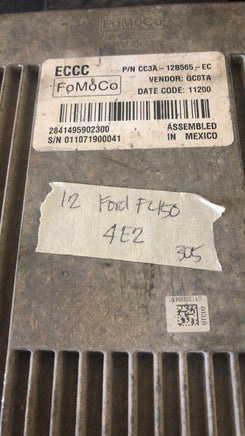 FoMoCo
ECCC P/N CC3A - 12B565 - EC
FoMoCo
VENDOR: GC0TA
DATE CODE: 11200
2841495902300
ASSEMBLED
IN MEXICO
S/N 011071900041
12 Ford F450
4E2
305